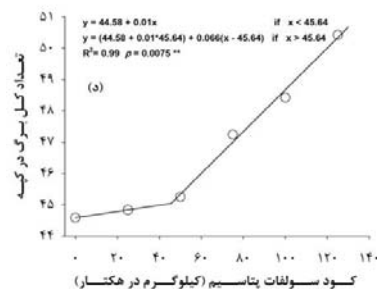 y = 44.58 + 0.01x if x < 45.64
y = (44.58 + 0.01*45.64) + 0.066(x - 45.64) if x > 45.64
R²= 0.99 p = 0.0075 **
(د)
تعداد کل برگ در کپه
۵۱
۵۰
۴۹
۴۸
۴۷
۴۶
۴۵
۴۴
۰ ۲۰ ۴۰ ۶۰ ۸۰ ۱۰۰ ۱۲۰ ۱۴۰
کود سولفات پتاسیم (کیلوگرم در هکتار)